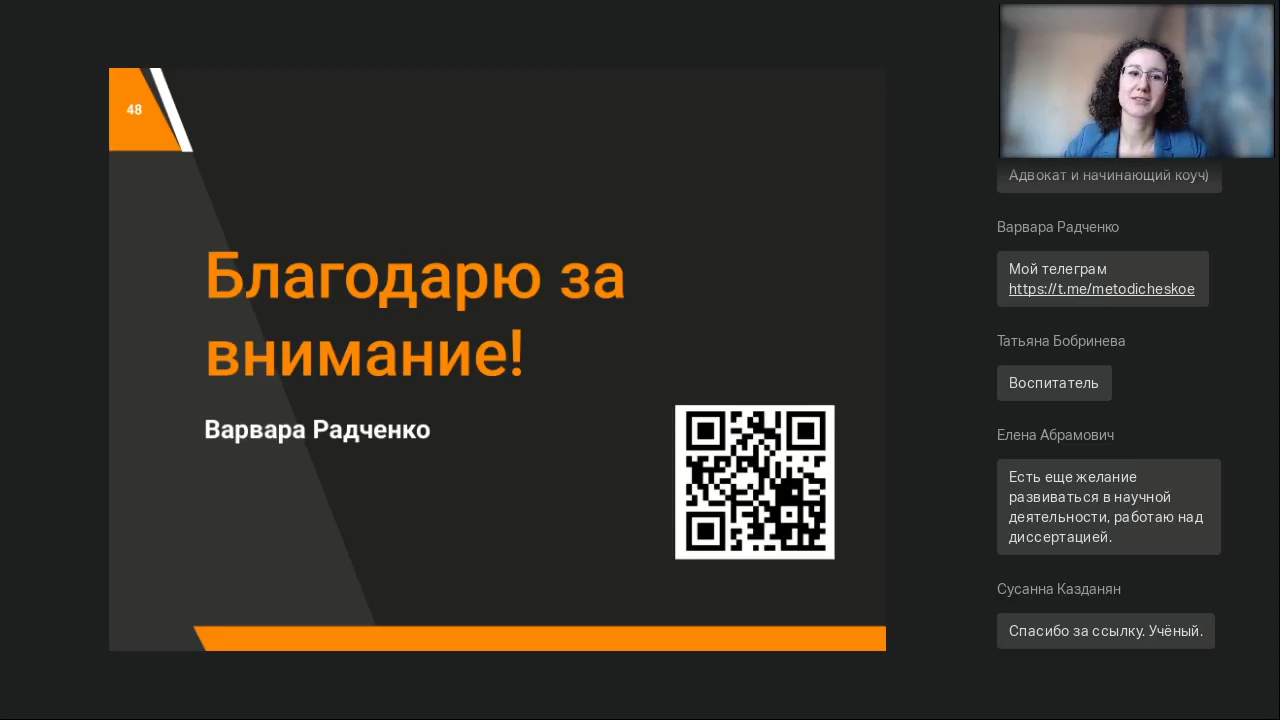 48
Благодарю за
внимание!
Варвара Радченко
Адвокат и начинающий коуч)
Варвара Радченко
Мой телеграм
https://t.me/metodicheskoe
Татьяна Бобринева
Воспитатель
Елена Абрамович
Есть еще желание
развиваться в научной
деятельности, работаю над
диссертацией.
Сусанна Казданян
Спасибо за ссылку. Учёный.